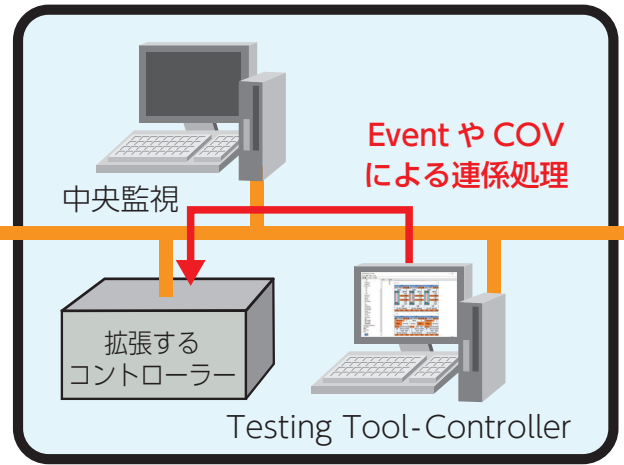 Event や COV
による連係処理
中央監視
拡張する
コントローラー
Testing Tool-Controller